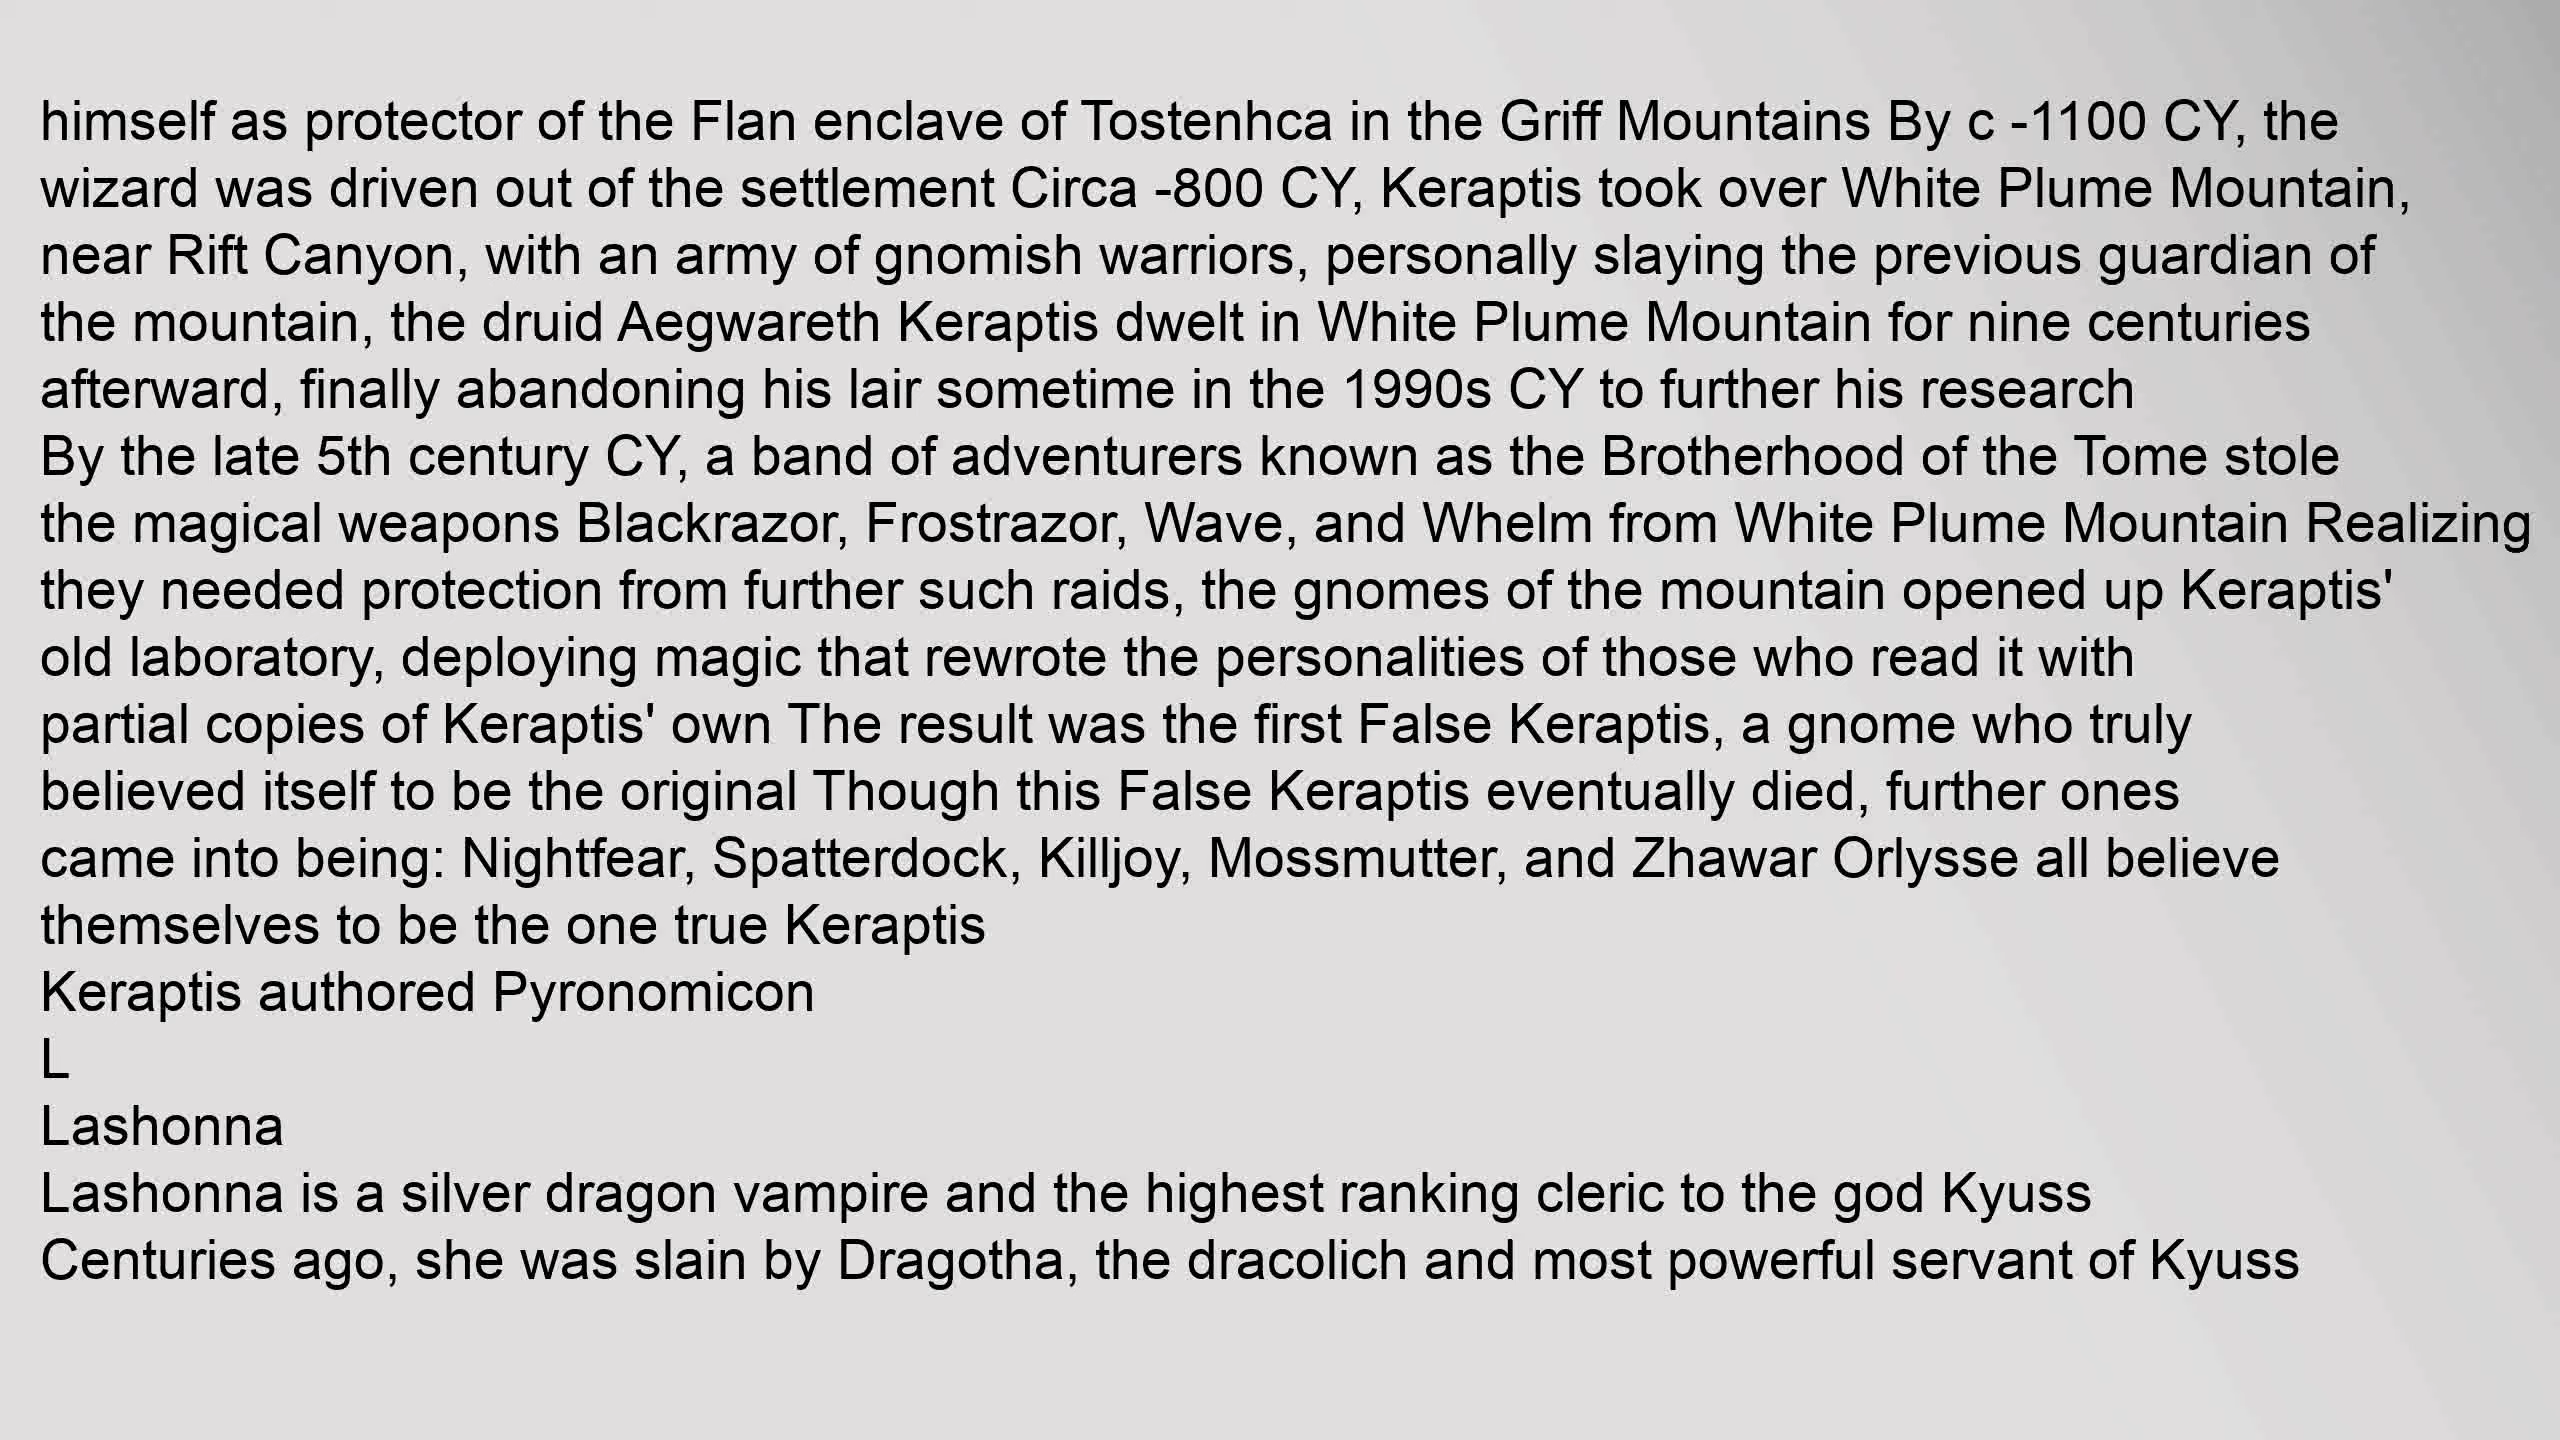 himself as protector of the Flan enclave of Tostenhca in the Griff Mountains By c -1100 CY, the
wizard was driven out of the settlement Circa -800 CY, Keraptis took over White Plume Mountain,
near Rift Canyon, with an army of gnomish warriors, personally slaying the previous guardian of
the mountain, the druid Aegwareth Keraptis dwelt in White Plume Mountain for nine centuries
afterward, finally abandoning his lair sometime in the 1990s CY to further his research
By the late 5th century CY, a band of adventurers known as the Brotherhood of the Tome stole
the magical weapons Blackrazor, Frostrazor, Wave, and Whelm from White Plume Mountain Realizing
they needed protection from further such raids, the gnomes of the mountain opened up Keraptis'
old laboratory, deploying magic that rewrote the personalities of those who read it with
partial copies of Keraptis' own The result was the first False Keraptis, a gnome who truly
believed itself to be the original Though this False Keraptis eventually died, further ones
came into being: Nightfear, Spatterdock, Killjoy, Mossmutter, and Zhawar Orlysse all believe
themselves to be the one true Keraptis
Keraptis authored Pyronomicon
L
Lashonna
Lashonna is a silver dragon vampire and the highest ranking cleric to the god Kyuss
Centuries ago, she was slain by Dragotha, the dracolich and most powerful servant of Kyuss